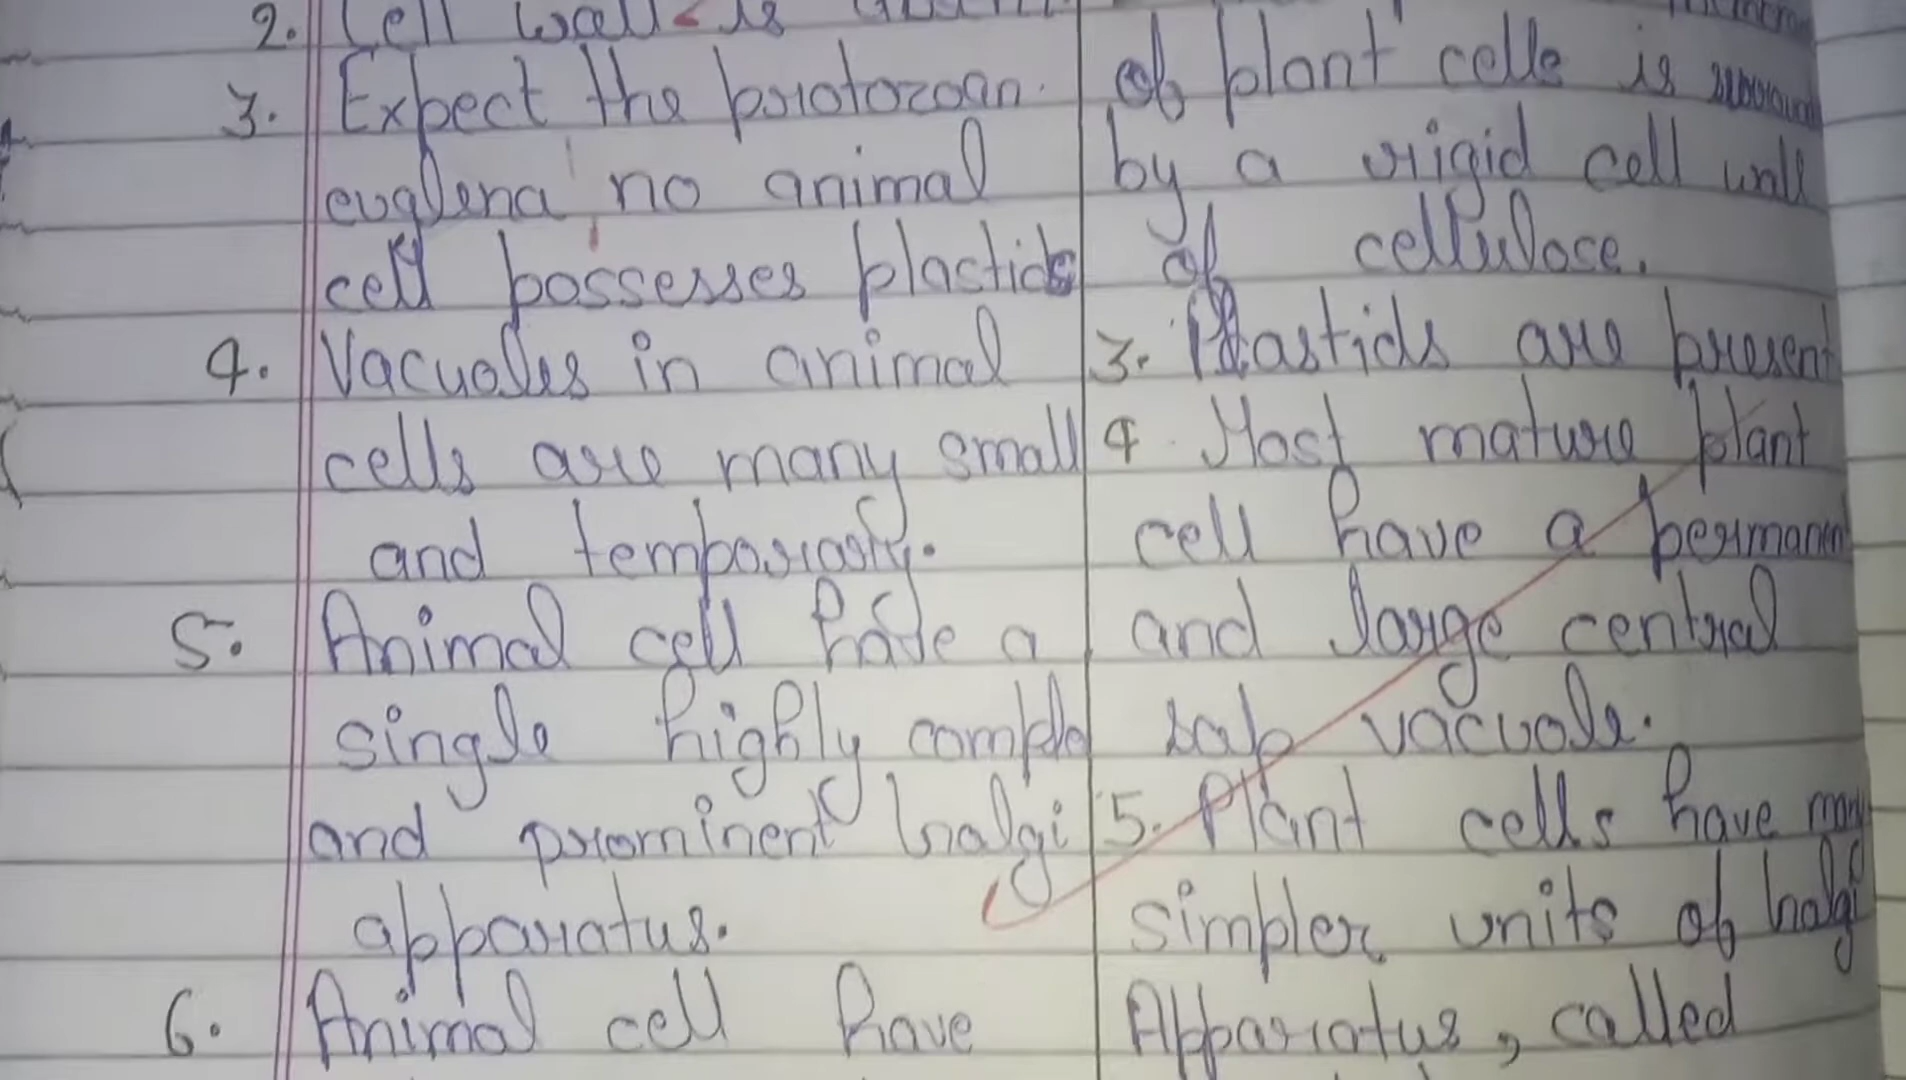 2. Cell wall is absent
3. Expect the protozoan
euglena no animal
cell possesses plastids
4. Vacuoles in animal
cells are many small
and temporary.
5. Animal cell have a
single highly complex
and prominent Golgi
apparatus.
6. Animal cell have
of plant cells is
by a rigid cell wall
of cellulose.
3. Plastids are present
4. Most mature plant
cell have a permanent
and large central
sap vacuole.
5. Plant cells have many
simpler units of Golgi
Apparatus, called